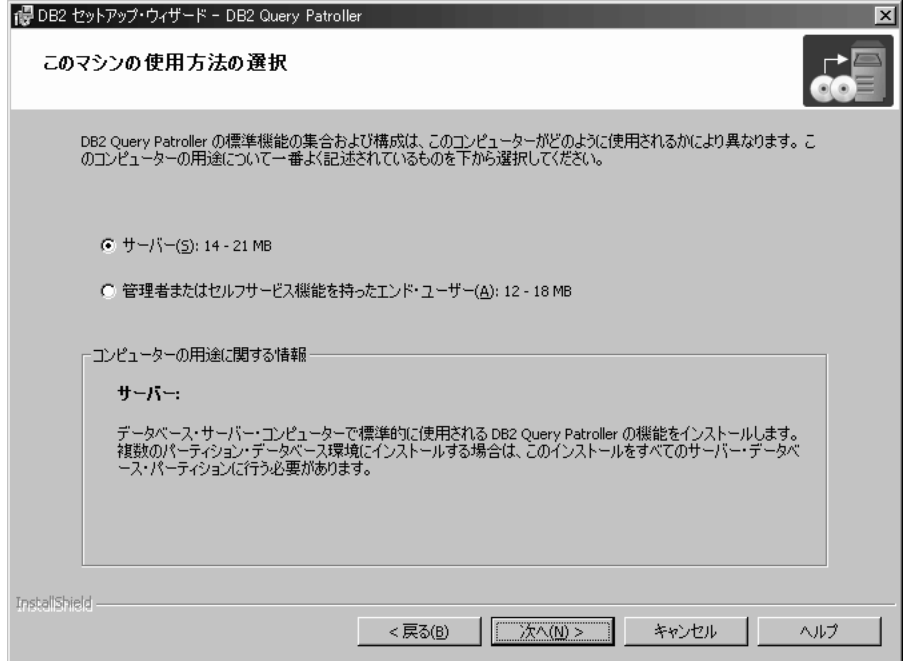 DB2 セットアップ・ウィザード - DB2 Query Patroller
このマシンの使用方法の選択
DB2 Query Patroller の標準機能の集合および構成は、このコンピューターがどのように使用されるかにより異なります。こ
のコンピューターの用途について一番よく記述されているものを下から選択してください。
サーバー(S): 14 - 21 MB
管理者またはセルフサービス機能を持ったエンド・ユーザー(A): 12 - 18 MB
コンピューターの用途に関する情報
サーバー:
データベース・サーバー・コンピューターで標準的に使用される DB2 Query Patroller の機能をインストールします。
複数のパーティション・データベース環境にインストールする場合は、このインストールをすべてのサーバー・データベ
ース・パーティションに行う必要があります。
InstallShield
< 戻る(B) 次へ(N) > キャンセル ヘルプ